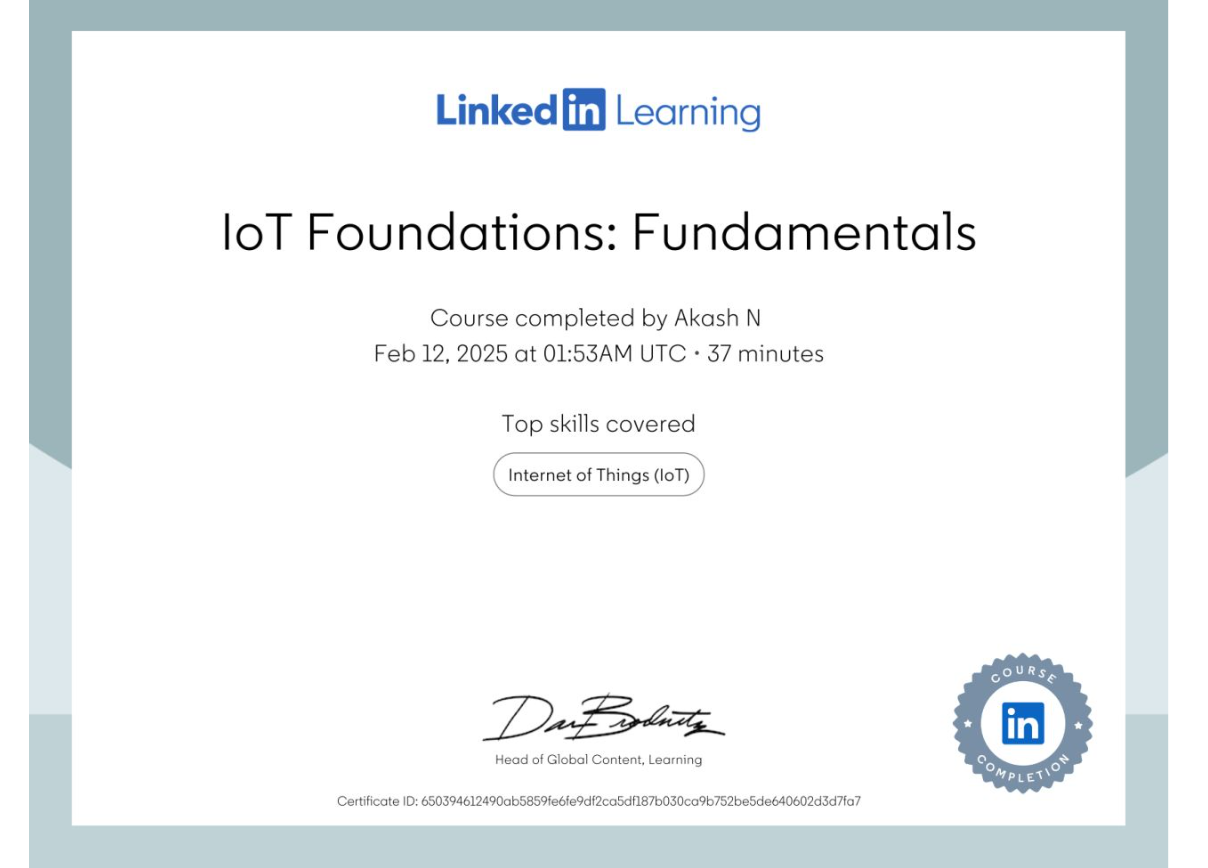 Linked in Learning
IoT Foundations: Fundamentals
Course completed by Akash N
Feb 12, 2025 at 01:53AM UTC • 37 minutes
Top skills covered
Internet of Things (IoT)
Head of Global Content, Learning
Certificate ID: 650394612490ab5859fe6fe9df2ca5df187b030ca9b752be5de640602d3d7fa7
COURSE
in
COMPLETION